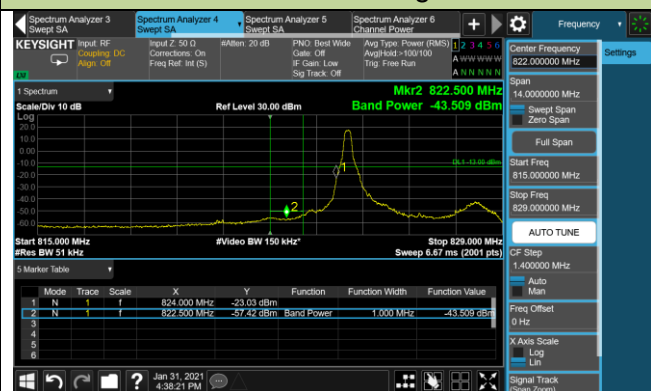 Spectrum Analyzer 3
Swept SA
Spectrum Analyzer 4
Swept SA
Spectrum Analyzer 5
Swept SA
Spectrum Analyzer 6
Channel Power
+
Frequency
KEYSIGHT
Input: RF
Coupling: DC
Align: Off
Input Z: 50 Ω
Corrections: On
Freq Ref: Int (S)
#Atten: 20 dB
PNO: Best Wide
Gate: Off
IF Gain: Low
Sig Track: Off
Avg Type: Power (RMS)
Avg|Hold:>100/100
Trig: Free Run
1 2 3 4 5 6
A W W W W W
A N N N N N
Center Frequency
822.000000 MHz
Settings
1 Spectrum
Scale/Div 10 dB
Ref Level 30.00 dBm
Mkr2 822.500 MHz
Band Power -43.509 dBm
Span
14.0000000 MHz
Swept Span
Zero Span
Full Span
Log
20.0
10.0
0.00
-10.0
-20.0
-30.0
-40.0
-50.0
-60.0
DL1 -13.00 dBm
1
2
Start Freq
815.000000 MHz
Stop Freq
829.000000 MHz
AUTO TUNE
Start 815.000 MHz
#Res BW 51 kHz
#Video BW 150 kHz*
Stop 829.000 MHz
Sweep 6.67 ms (2001 pts)
CF Step
1.400000 MHz
Auto
Man
5 Marker Table
Mode Trace Scale X Y Function Function Width Function Value
1 N 1 f 824.000 MHz -23.03 dBm
2 N 1 f 822.500 MHz -57.42 dBm Band Power 1.000 MHz -43.509 dBm
3
4
5
6
Freq Offset
0 Hz
X Axis Scale
Log
Lin
Signal Track
(Span Zoom)
?
Jan 31, 2021
4:38:21 PM